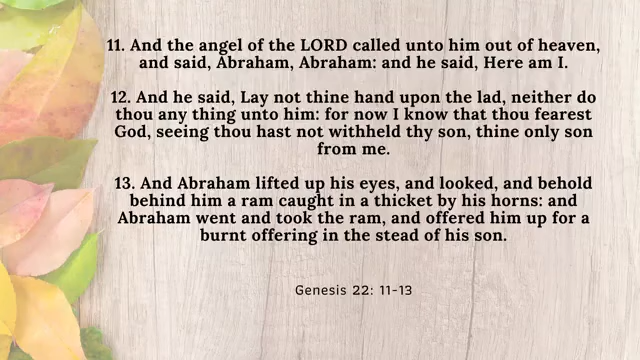 11. And the angel of the LORD called unto him out of heaven,
and said, Abraham, Abraham: and he said, Here am I.
12. And he said, Lay not thine hand upon the lad, neither do
thou any thing unto him: for now I know that thou fearest
God, seeing thou hast not withheld thy son, thine only son
from me.
13. And Abraham lifted up his eyes, and looked, and behold
behind him a ram caught in a thicket by his horns: and
Abraham went and took the ram, and offered him up for a
burnt offering in the stead of his son.
Genesis 22: 11-13